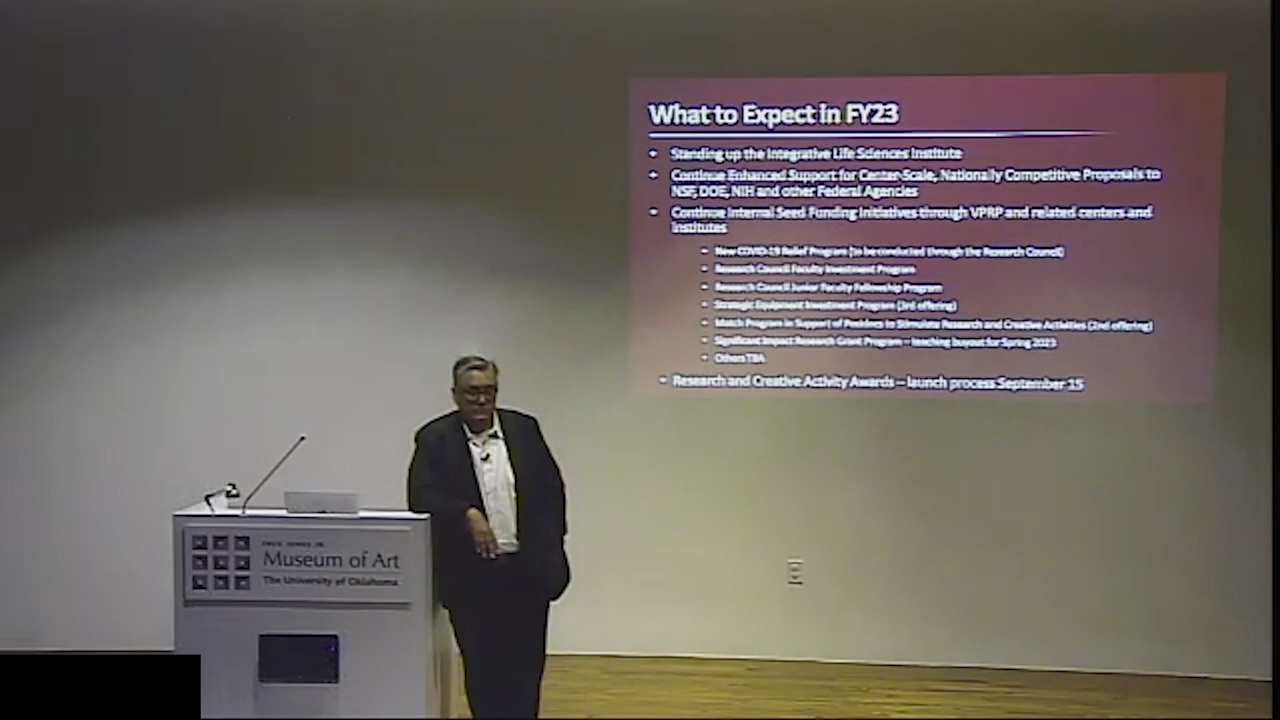 What to Expect in FY23
Standing up the Integrative Life Sciences Institute
Continue Enhanced Support for Center-Scale, Nationally Competitive Proposals to
NSF, DOE, NIH and other Federal Agencies
Continue Internal Seed Funding Initiatives through VPRP and related centers and
institutes
New COVID-19 Relief Program (to be conducted through the Research Council)
Research Council Faculty Investment Program
Research Council Junior Faculty Fellowship Program
Strategic Equipment Investment Program (3rd offering)
Match Program in Support of Positions to Stimulate Research and Creative Activities (2nd offering)
Significant Impact Research Grant Program – teaching buyout for Spring 2023
Others TBA
Research and Creative Activity Awards – launch process September 15
FRED JONES JR.
Museum of Art
The University of Oklahoma